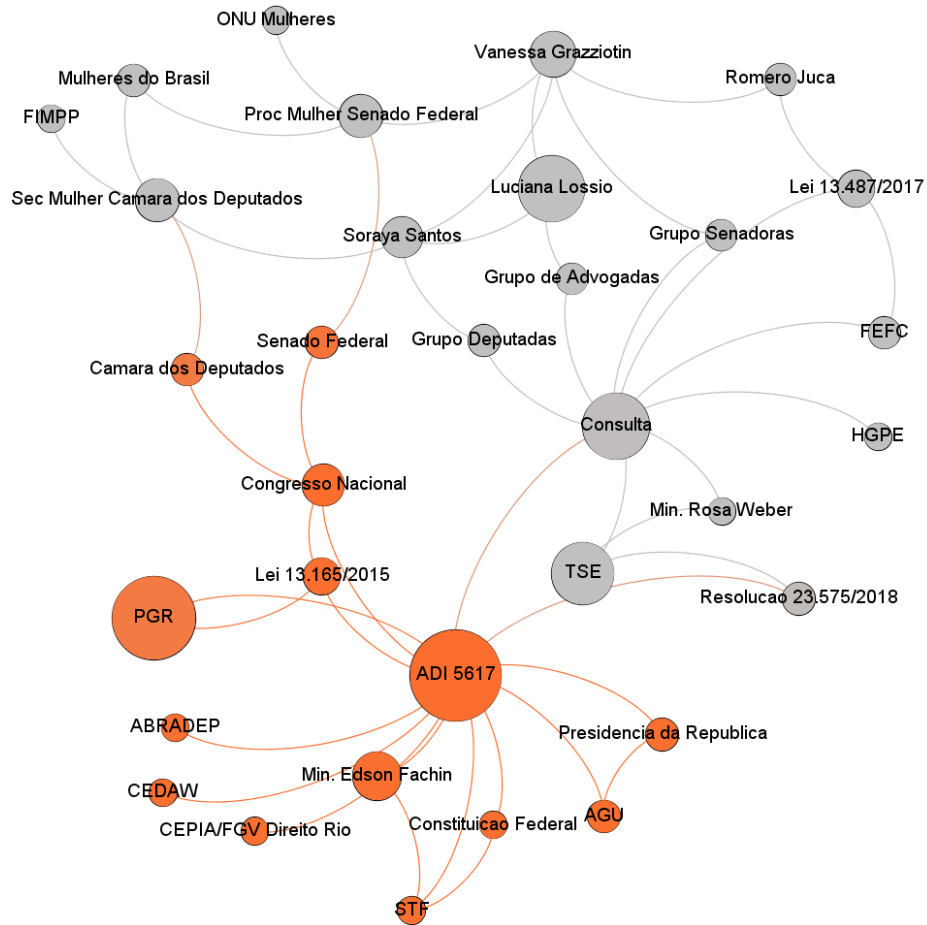 ONU Mulheres
Vanessa Grazziotin
Mulheres do Brasil
Romero Juca
FIMPP
Proc Mulher Senado Federal
Luciana Lossio
Lei 13.487/2017
Sec Mulher Camara dos Deputados
Soraya Santos
Grupo Senadoras
Grupo de Advogadas
FEFC
Senado Federal
Grupo Deputadas
Camara dos Deputados
Consulta
HGPE
Congresso Nacional
Min. Rosa Weber
Lei 13.165/2015
TSE
Resolucao 23.575/2018
PGR
ADI 5617
ABRADEP
Presidencia da Republica
Min. Edson Fachin
CEDAW
CEPIA/FGV Direito Rio
Constituicao Federal
AGU
STF